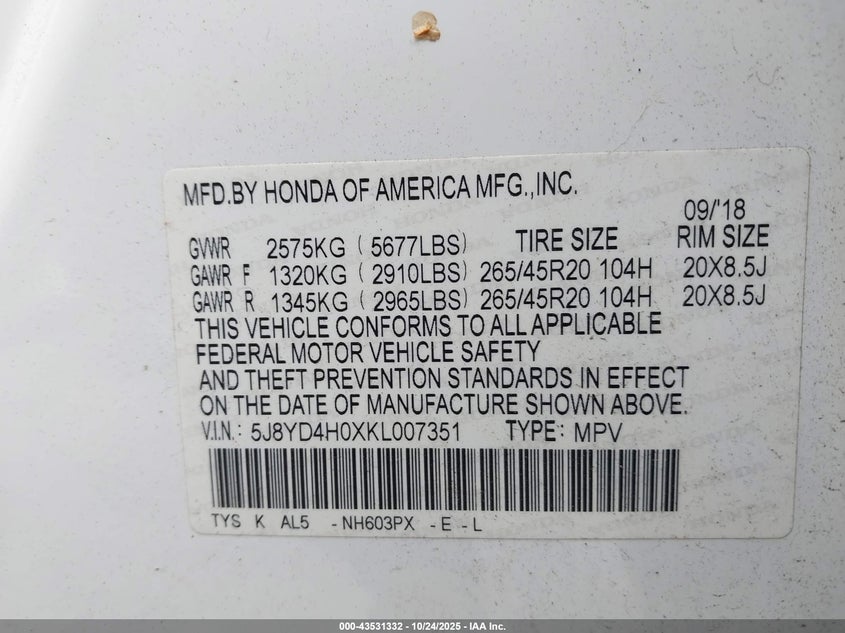 MFD.BY HONDA OF AMERICA MFG.,INC.
09/'18
GVWR 2575KG ( 5677LBS) TIRE SIZE RIM SIZE
GAWR F 1320KG ( 2910LBS) 265/45R20 104H 20X8.5J
GAWR R 1345KG ( 2965LBS) 265/45R20 104H 20X8.5J
THIS VEHICLE CONFORMS TO ALL APPLICABLE
FEDERAL MOTOR VEHICLE SAFETY
AND THEFT PREVENTION STANDARDS IN EFFECT
ON THE DATE OF MANUFACTURE SHOWN ABOVE.
V.I.N.: 5J8YD4H0XKL007351 TYPE: MPV
TYS K AL5 -NH603PX -E -L
000-43531332 - 10/24/2025 - IAA Inc.